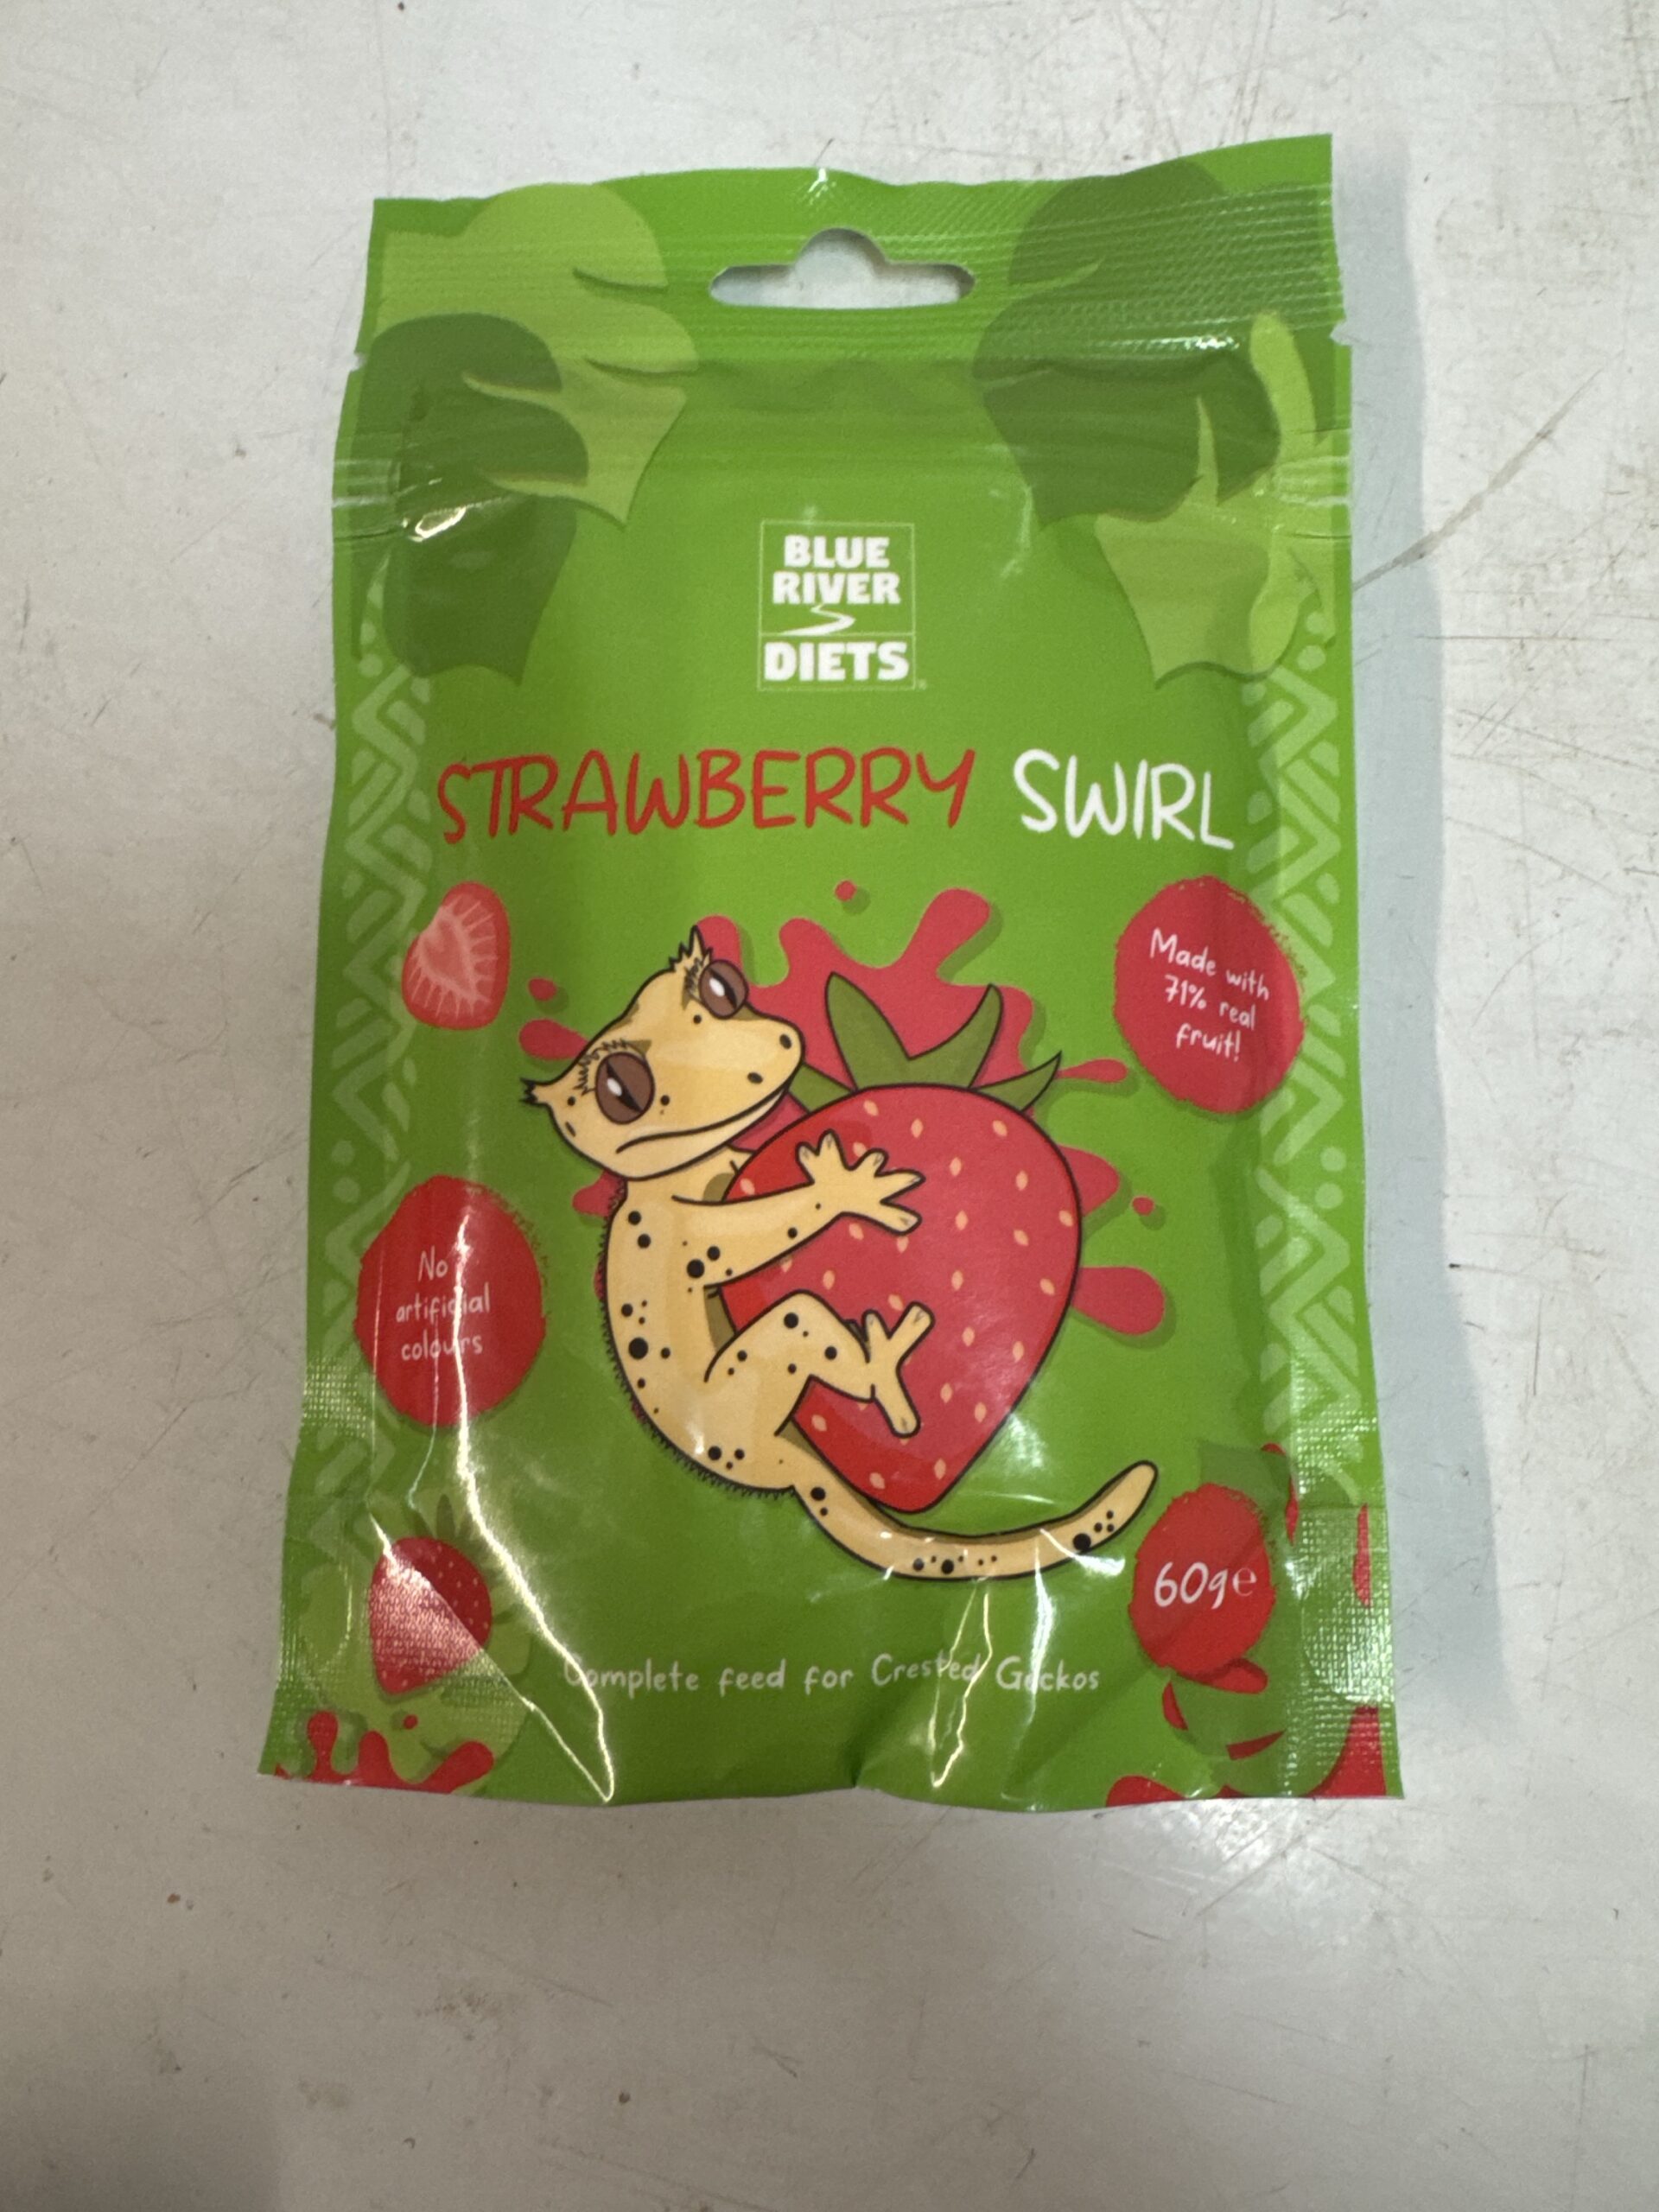 BLUE
RIVER
DIETS
STRAWBERRY SWIRL
Made with
71% real
fruit!
No
artificial
colours
60g℮
Complete feed for Crested Geckos